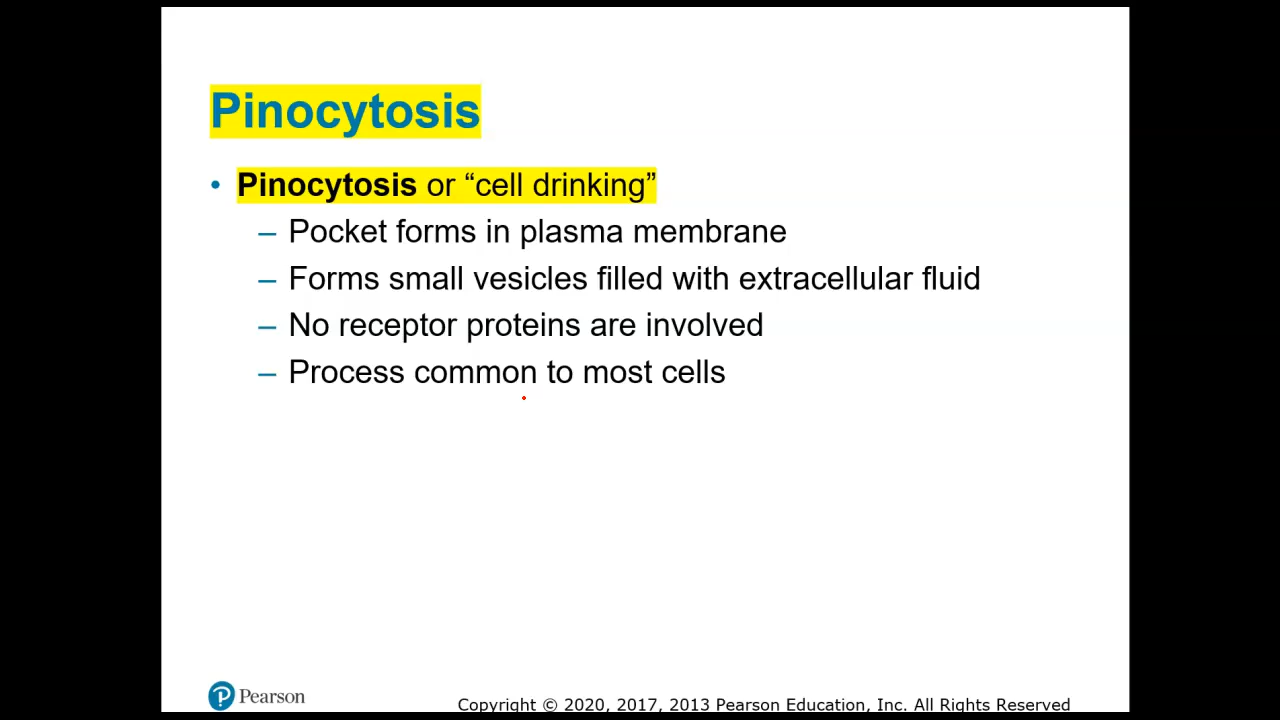 Pinocytosis
• Pinocytosis or “cell drinking”
– Pocket forms in plasma membrane
– Forms small vesicles filled with extracellular fluid
– No receptor proteins are involved
– Process common to most cells
P Pearson
Copyright © 2020, 2017, 2013 Pearson Education, Inc. All Rights Reserved